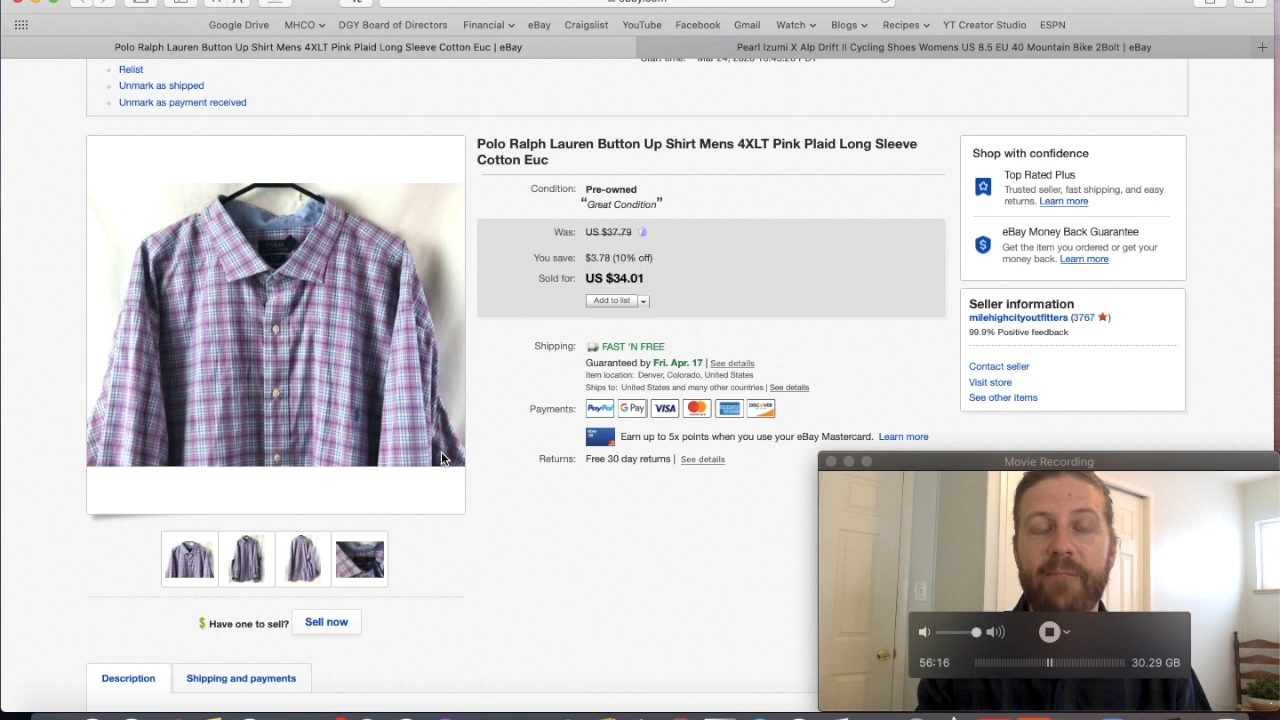 ebay.com
Google Drive MHCO DGY Board of Directors Financial eBay Craigslist YouTube Facebook Gmail Watch Blogs Recipes YT Creator Studio ESPN
Polo Ralph Lauren Button Up Shirt Mens 4XLT Pink Plaid Long Sleeve Cotton Euc | eBay
Pearl Izumi X Alp Drift II Cycling Shoes Womens US 8.5 EU 40 Mountain Bike 2Bolt | eBay
Relist
Unmark as shipped
Unmark as payment received
Polo Ralph Lauren Button Up Shirt Mens 4XLT Pink Plaid Long Sleeve
Cotton Euc
Condition: Pre-owned
"Great Condition"
Was: US $37.79
You save: $3.78 (10% off)
Sold for: US $34.01
Add to list
Shipping: FAST 'N FREE
Guaranteed by Fri. Apr. 17 | See details
Item location: Denver, Colorado, United States
Ships to: United States and many other countries | See details
Payments: PayPal G Pay VISA DISCOVER
Earn up to 5x points when you use your eBay Mastercard. Learn more
Returns: Free 30 day returns | See details
Shop with confidence
Top Rated Plus
Trusted seller, fast shipping, and easy
returns. Learn more
eBay Money Back Guarantee
Get the item you ordered or get your
money back. Learn more
Seller information
milehighcityoutfitters (3767)
99.9% Positive feedback
Contact seller
Visit store
See other items
$ Have one to sell? Sell now
Description Shipping and payments
Movie Recording
56:16 30.29 GB